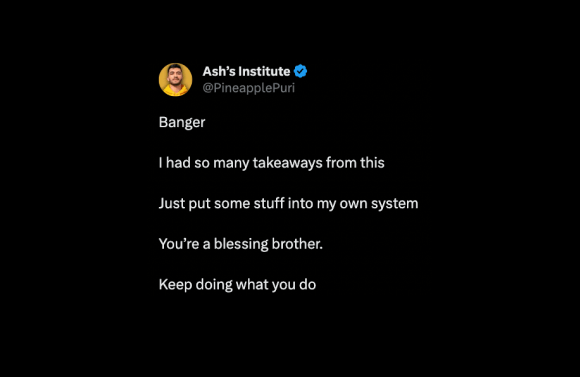 Ash's Institute
@PineapplePuri
Banger
I had so many takeaways from this
Just put some stuff into my own system
You're a blessing brother.
Keep doing what you do